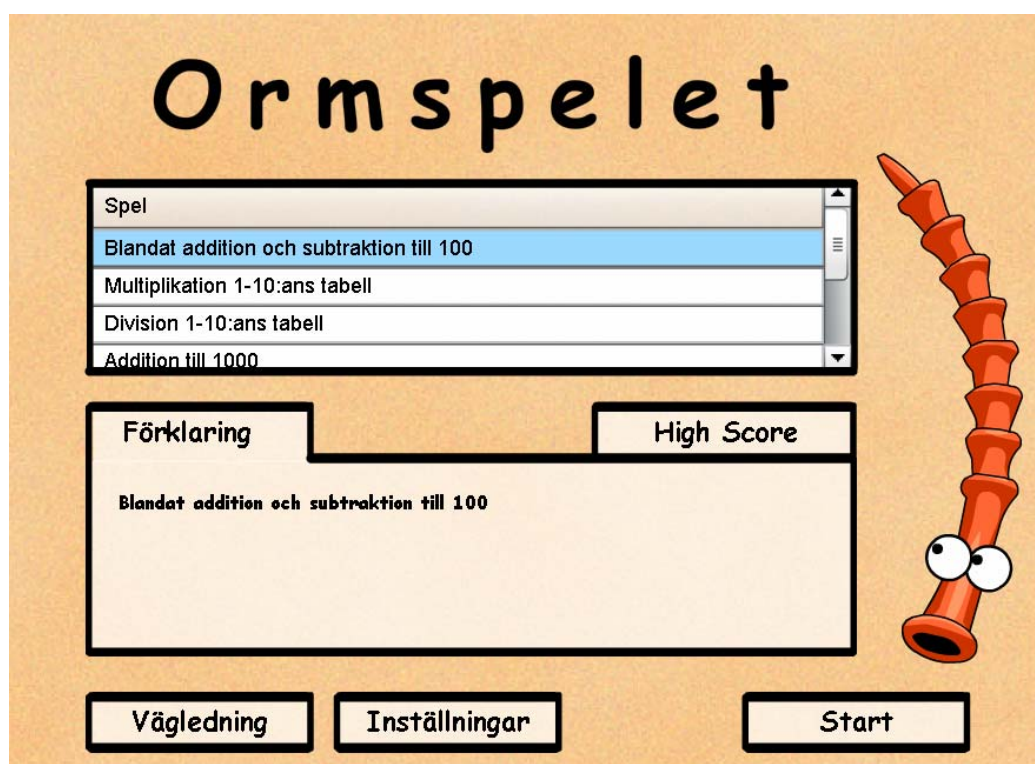 Ormspelet
Spel
Blandat addition och subtraktion till 100
Multiplikation 1-10:ans tabell
Division 1-10:ans tabell
Addition till 1000
Förklaring
High Score
Blandat addition och subtraktion till 100
Vägledning
Inställningar
Start